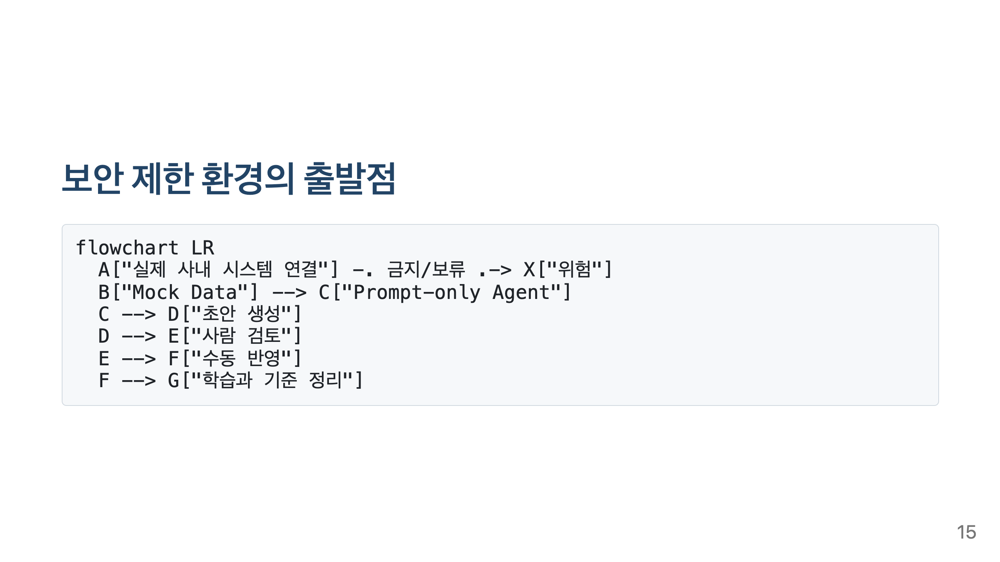 보안 제한 환경의 출발점
flowchart LR
  A["실제 사내 시스템 연결"] -. 금지/보류 .-> X["위험"]
  B["Mock Data"] --> C["Prompt-only Agent"]
  C --> D["초안 생성"]
  D --> E["사람 검토"]
  E --> F["수동 반영"]
  F --> G["학습과 기준 정리"]
15